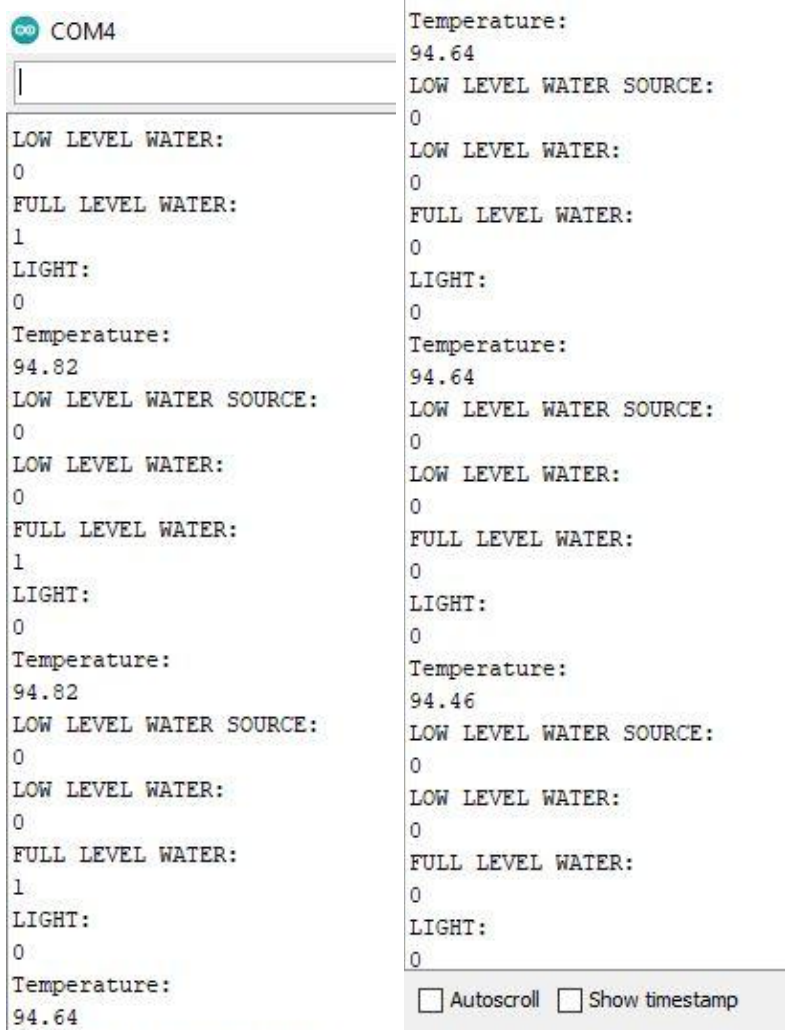 COM4
LOW LEVEL WATER:
0
FULL LEVEL WATER:
1
LIGHT:
0
Temperature:
94.82
LOW LEVEL WATER SOURCE:
0
LOW LEVEL WATER:
0
FULL LEVEL WATER:
1
LIGHT:
0
Temperature:
94.82
LOW LEVEL WATER SOURCE:
0
LOW LEVEL WATER:
0
FULL LEVEL WATER:
1
LIGHT:
0
Temperature:
94.64
Temperature:
94.64
LOW LEVEL WATER SOURCE:
0
LOW LEVEL WATER:
0
FULL LEVEL WATER:
0
LIGHT:
0
Temperature:
94.64
LOW LEVEL WATER SOURCE:
0
LOW LEVEL WATER:
0
FULL LEVEL WATER:
0
LIGHT:
0
Temperature:
94.46
LOW LEVEL WATER SOURCE:
0
LOW LEVEL WATER:
0
FULL LEVEL WATER:
0
LIGHT:
0
Autoscroll Show timestamp